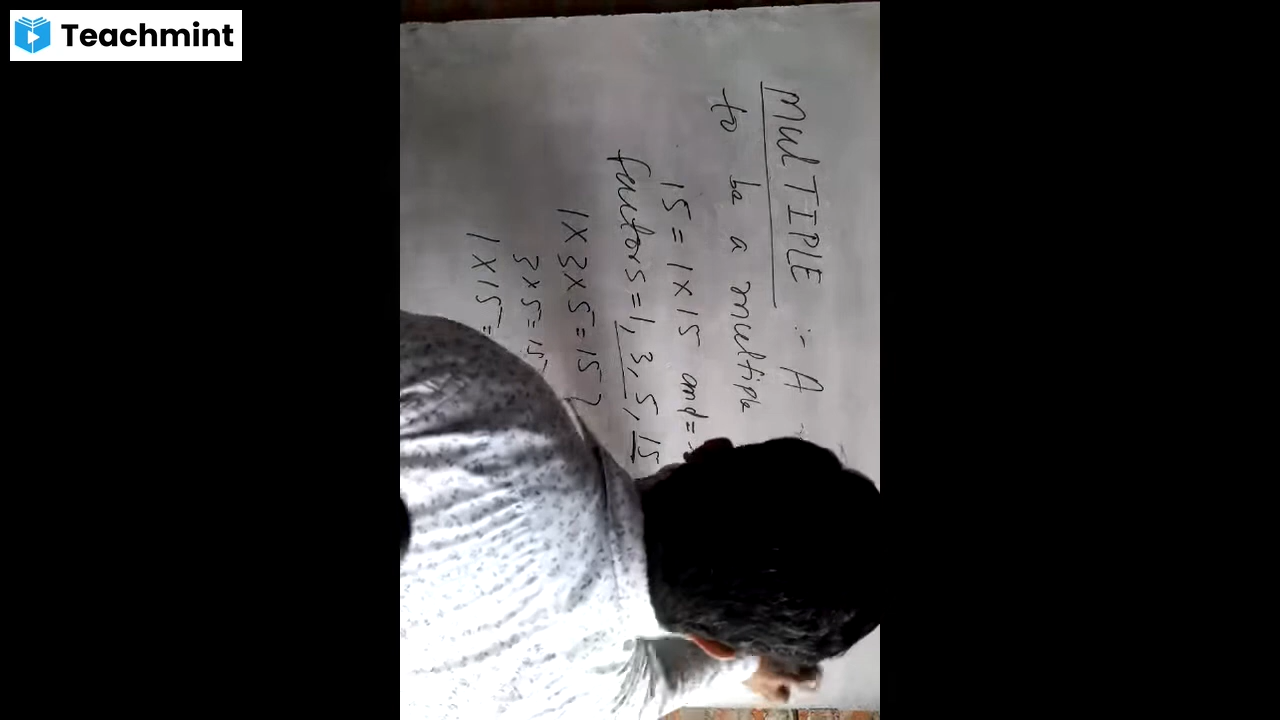 Teachmint
MULTIPLE :- A
to be a multiple
15 = 1 X 15 and =
factors = 1, 3, 5, 15
1 X 3 X 5 = 15 }
3 X 5 = 15
1 X 15 =